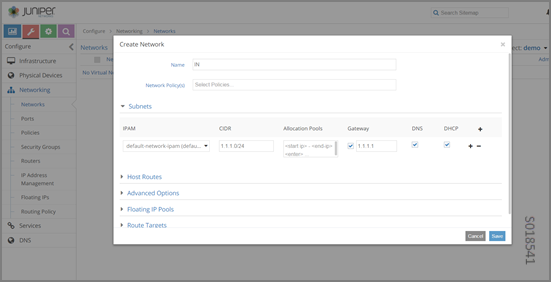 JUNIPER
NETWORKS
Search Sitemap
Configure
Configure > Networking > Networks
Networks
demo
No Virtual Ne
Create Network
×
Name
IN
Network Policy(s)
Select Policies...
Subnets
IPAM
CIDR
Allocation Pools
Gateway
DNS
DHCP
+
default-network-ipam (defau...
1.1.1.0/24
<start ip> - <end ip>
<enter> ...
1.1.1.1
+ −
Host Routes
Advanced Options
Floating IP Pools
Route Targets
Cancel
Save
Infrastructure
Physical Devices
Networking
Networks
Ports
Policies
Security Groups
Routers
IP Address
Management
Floating IPs
Routing Policy
Services
DNS
S018541